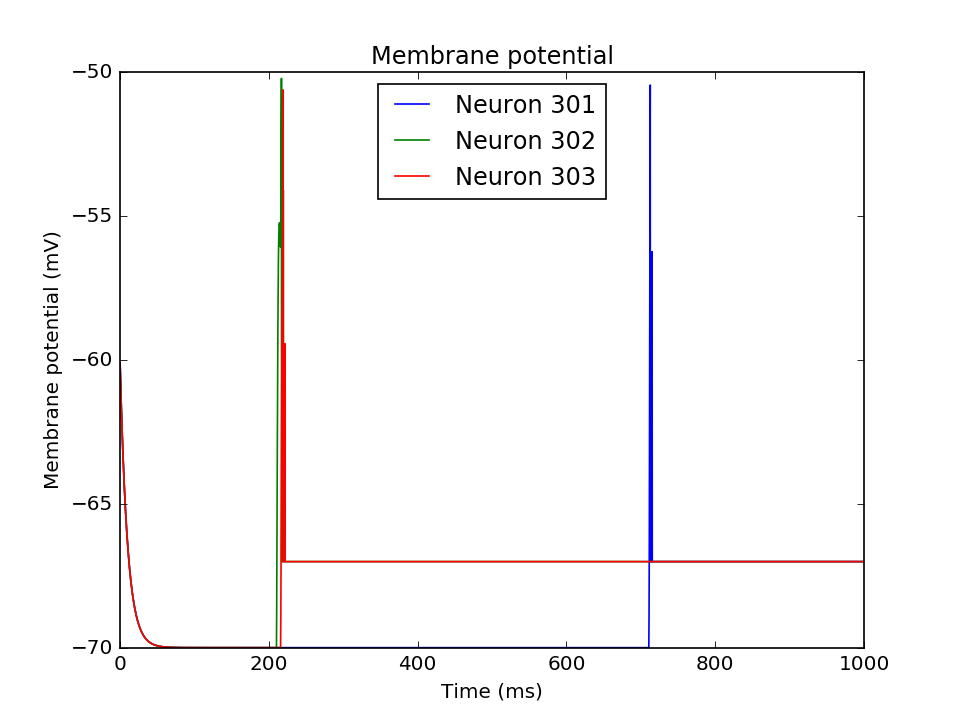 Membrane potential
Neuron 301
Neuron 302
Neuron 303
Membrane potential (mV)
−50
−55
−60
−65
−70
0 200 400 600 800 1000
Time (ms)